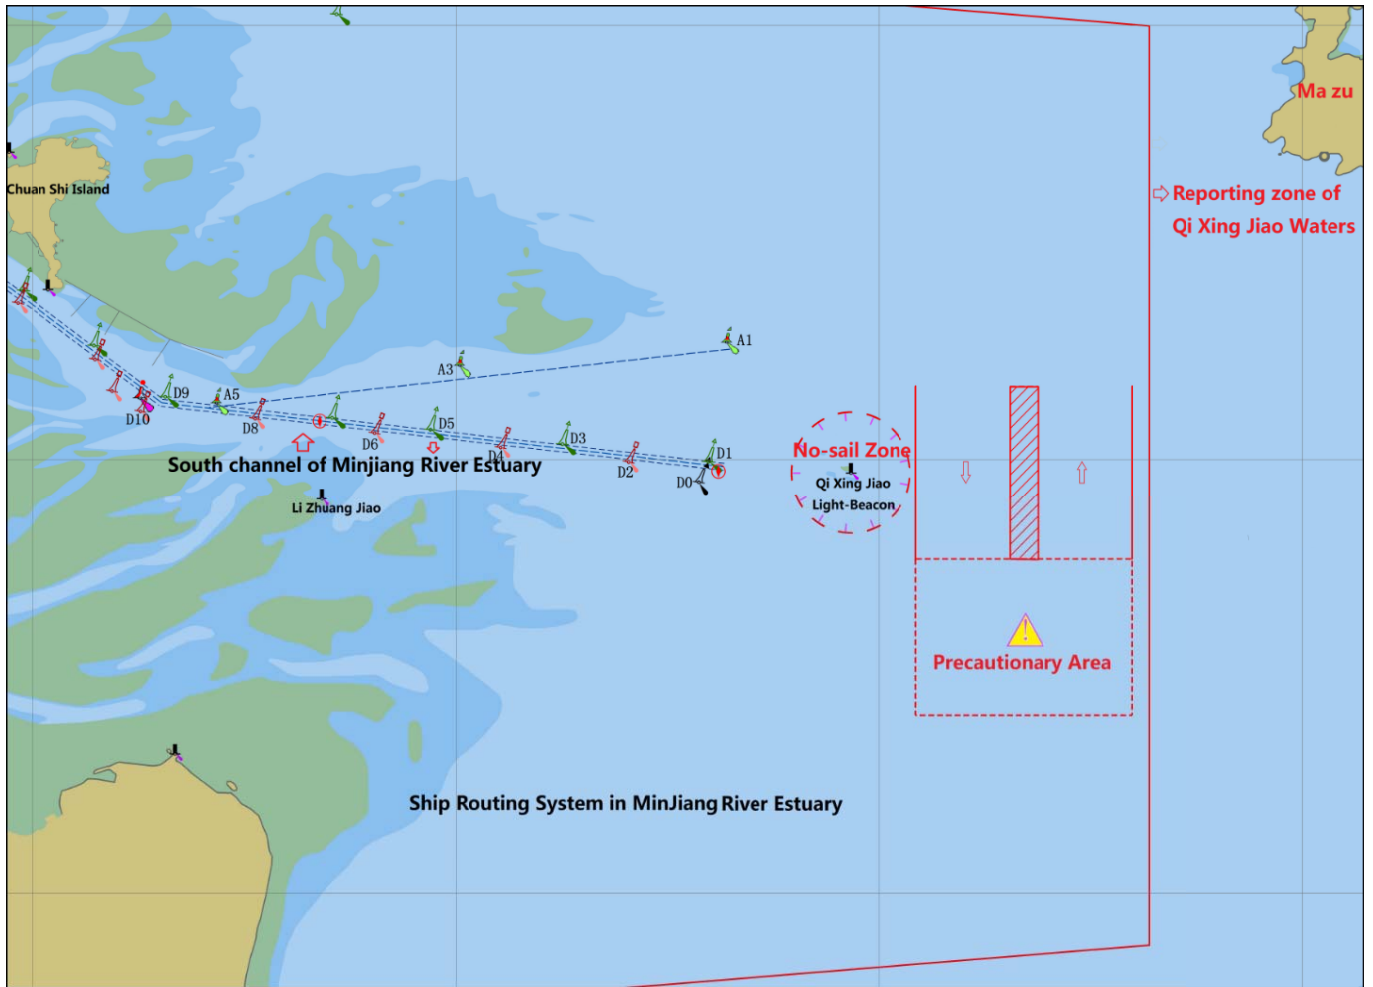 Ma zu
Chuan Shi Island
Reporting zone of
Qi Xing Jiao Waters
A1
A3
D9
A5
D10
D8
D6
D5
D4
D3
D2
D1
D0
South channel of Minjiang River Estuary
Li Zhuang Jiao
No-sail Zone
Qi Xing Jiao
Light-Beacon
!
Precautionary Area
Ship Routing System in MinJiang River Estuary